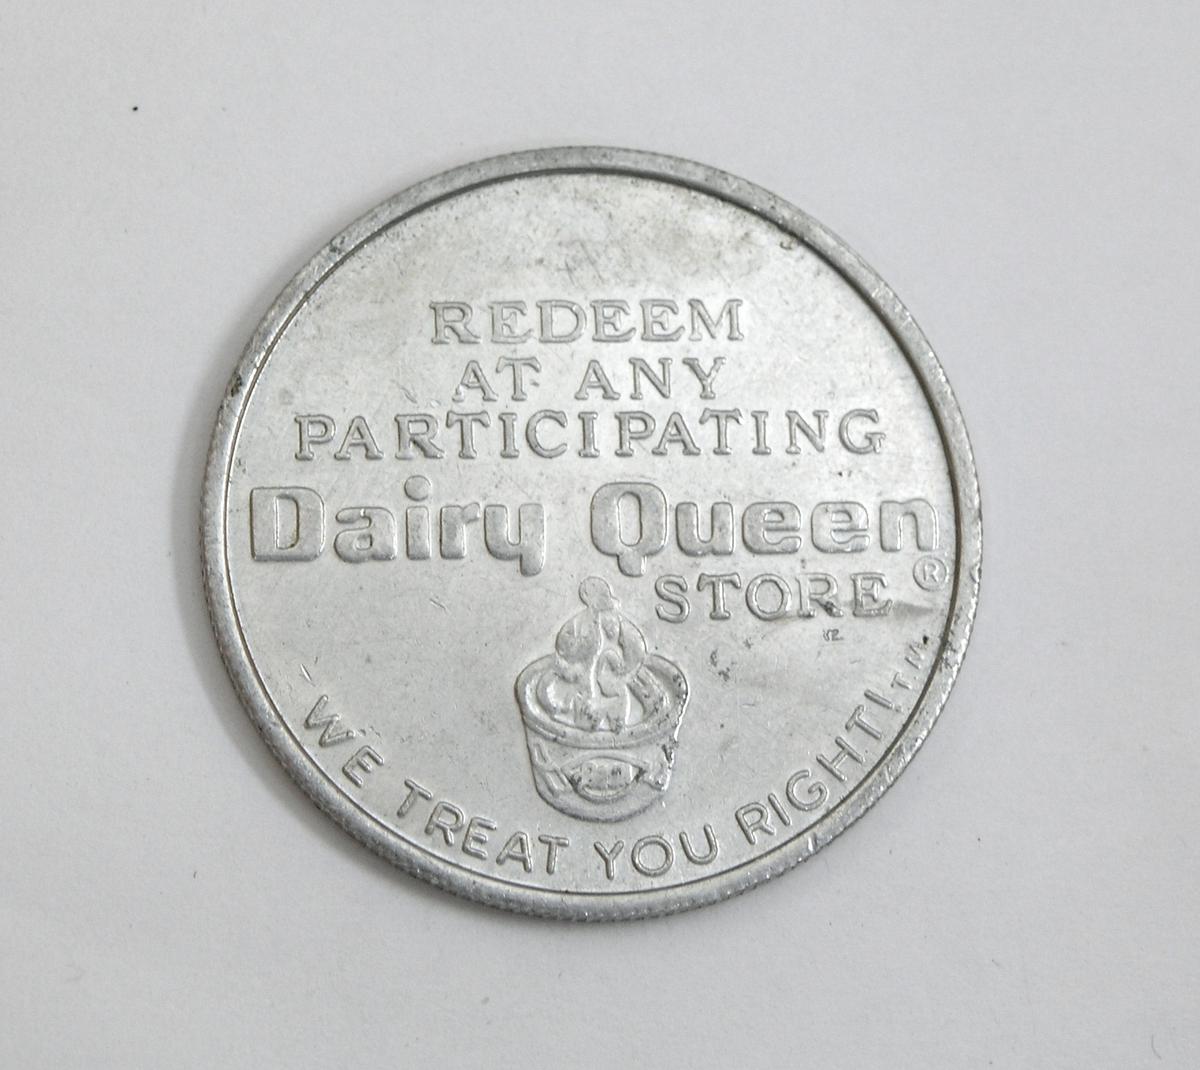 REDEEM
AT ANY
PARTICIPATING
Dairy Queen ®
STORE
WE TREAT YOU RIGHT! TM